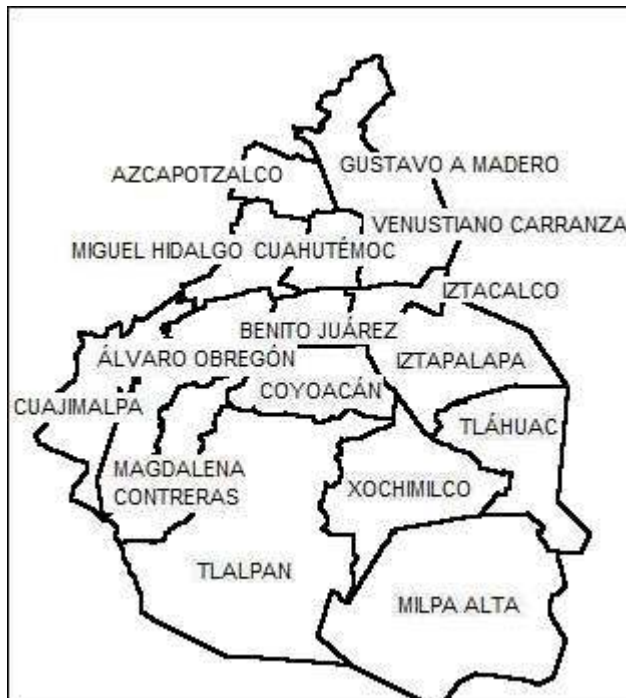 GUSTAVO A MADERO
AZCAPOTZALCO
VENUSTIANO CARRANZA
MIGUEL HIDALGO
CUAHUTÉMOC
IZTACALCO
BENITO JUÁREZ
ÁLVARO OBREGÓN
IZTAPALAPA
COYOACÁN
CUAJIMALPA
TLÁHUAC
MAGDALENA
CONTRERAS
XOCHIMILCO
TLALPAN
MILPA ALTA